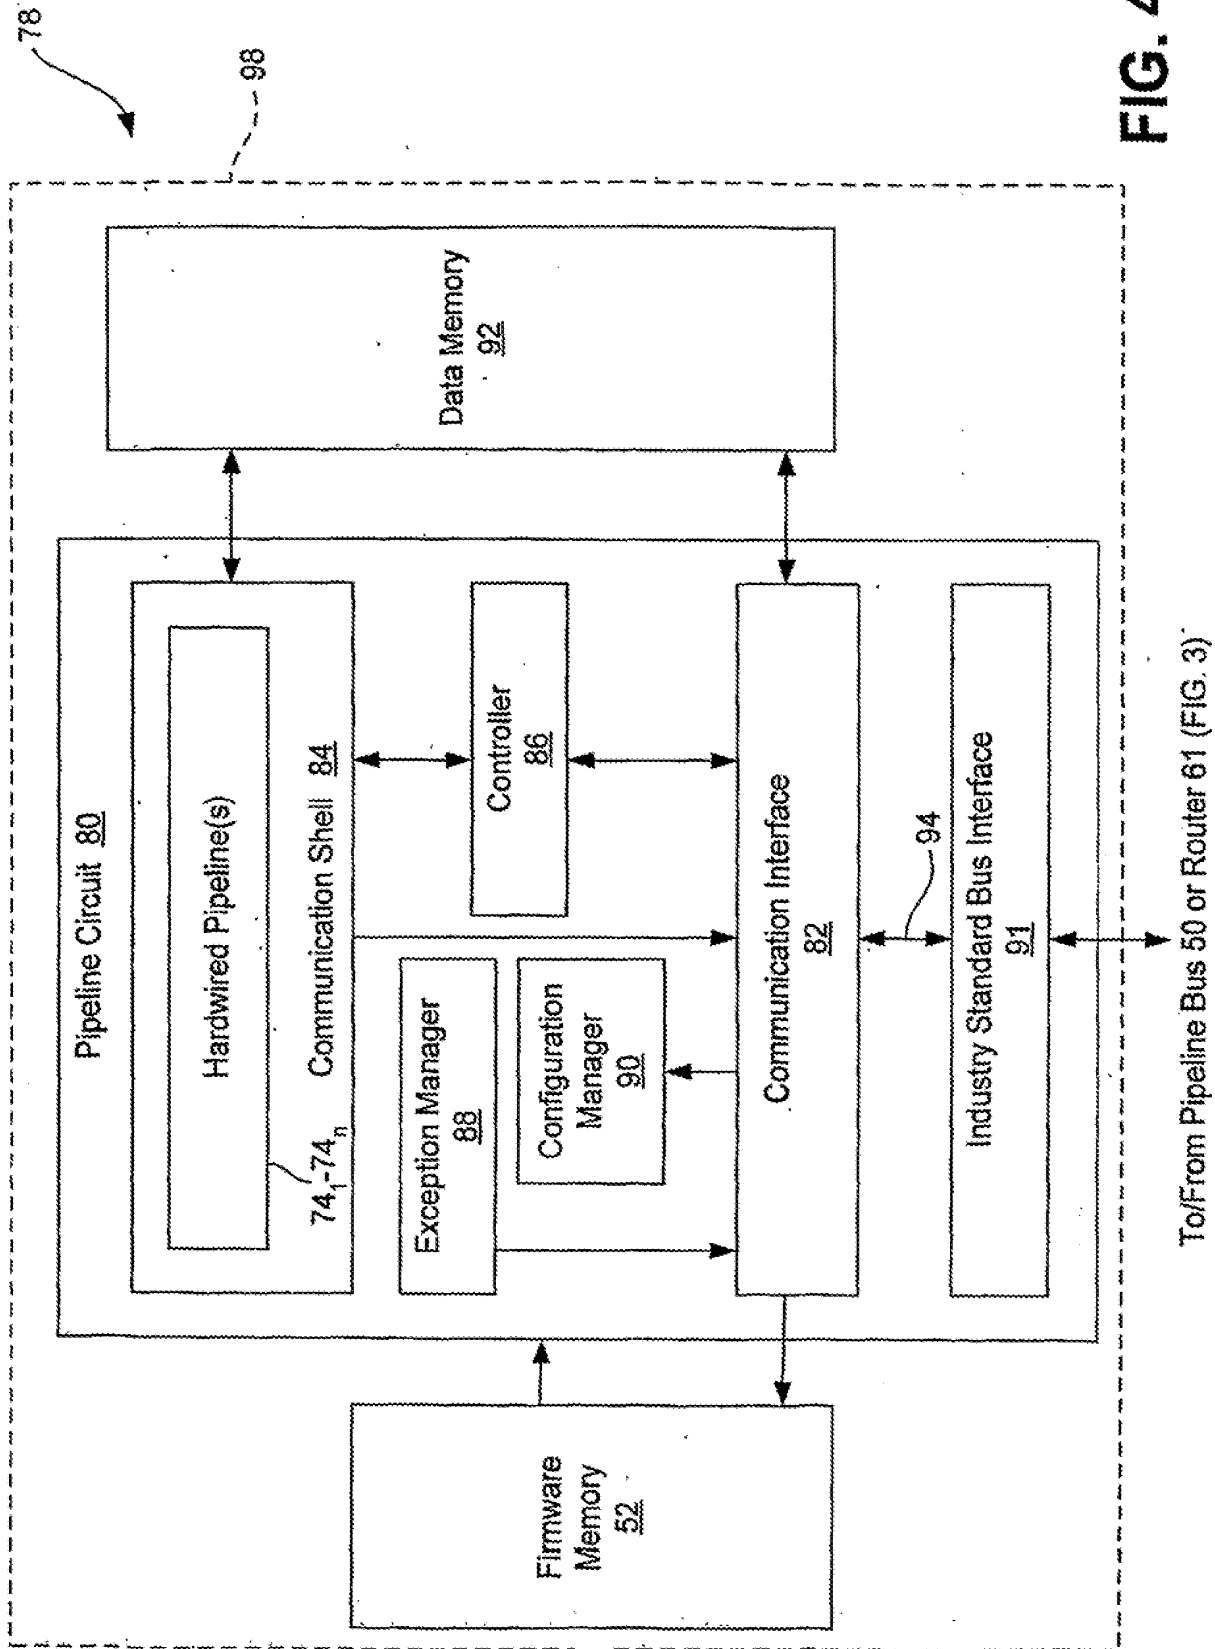 78
98
Pipeline Circuit 80
Hardwired Pipeline(s)
74₁-74ₙ
Communication Shell 84
Data Memory
92
Firmware
Memory
52
Exception Manager
88
Controller
86
Configuration
Manager
90
Communication Interface
82
94
Industry Standard Bus Interface
91
To/From Pipeline Bus 50 or Router 61 (FIG. 3)
FIG. 4